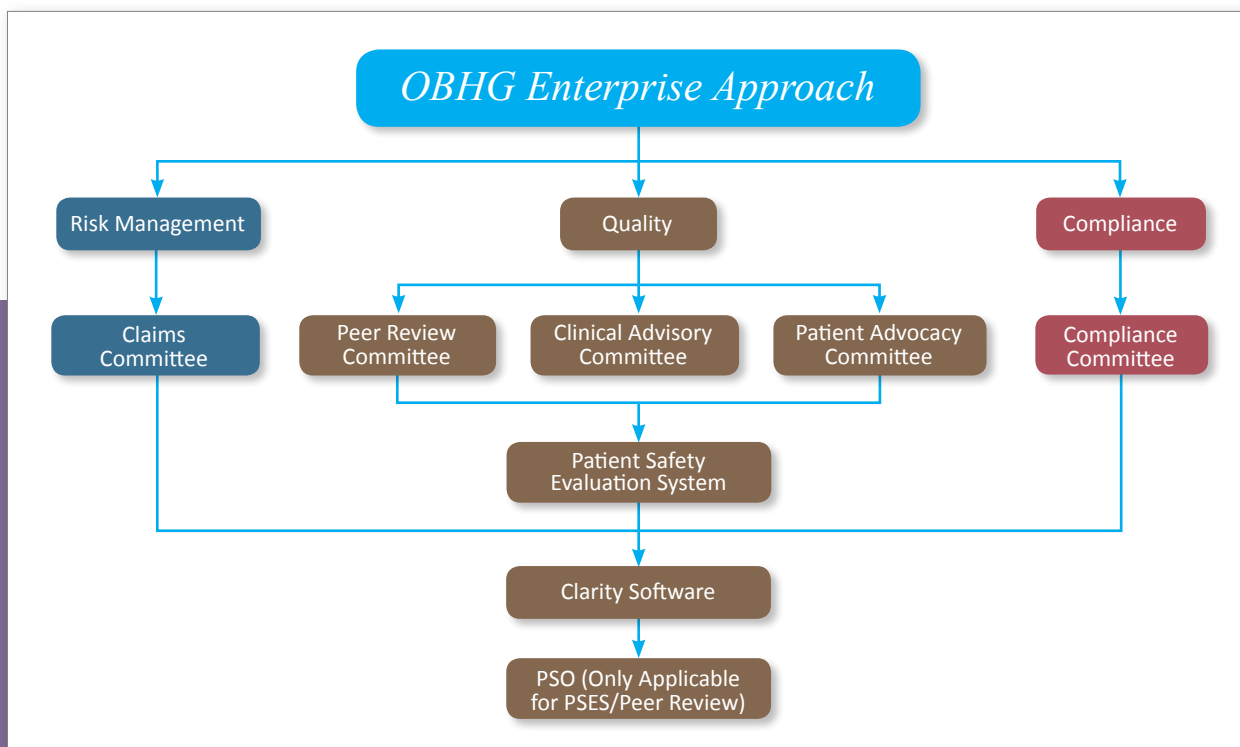 OBHG Enterprise Approach
Risk Management
Quality
Compliance
Claims
Committee
Peer Review
Committee
Clinical Advisory
Committee
Patient Advocacy
Committee
Compliance
Committee
Patient Safety
Evaluation System
Clarity Software
PSO (Only Applicable
for PSES/Peer Review)